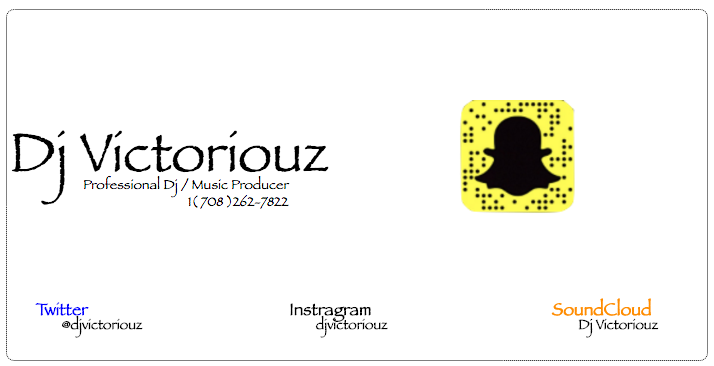 Dj Victoriouz
Professional Dj / Music Producer
1(708)262-7822
Twitter
@djvictoriouz
Instragram
djvictoriouz
SoundCloud
Dj Victoriouz